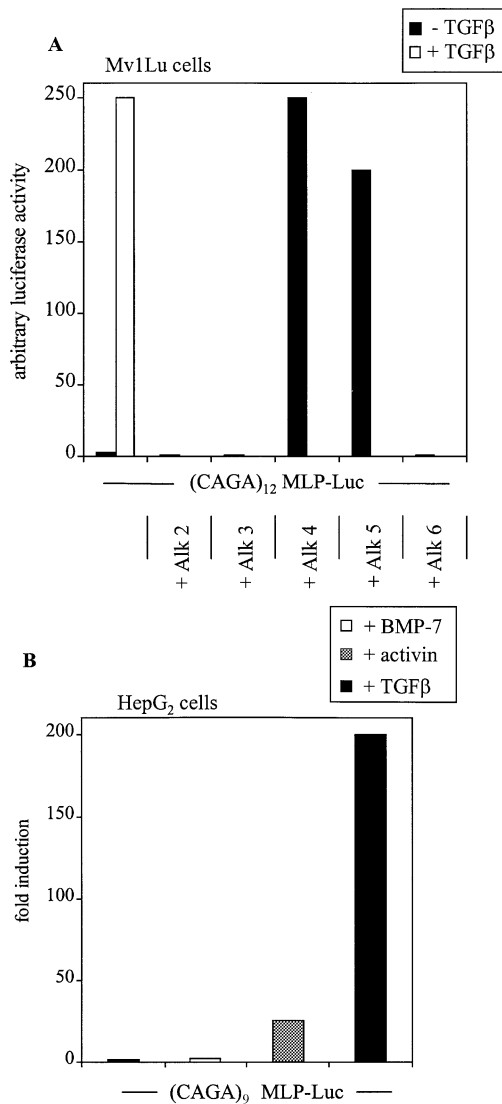 A
Mv1Lu cells
- TGFβ
+ TGFβ
arbitrary luciferase activity
250
200
150
100
50
0
(CAGA)12 MLP-Luc
+ Alk 2
+ Alk 3
+ Alk 4
+ Alk 5
+ Alk 6
B
HepG2 cells
+ BMP-7
+ activin
+ TGFβ
fold induction
200
150
100
50
0
(CAGA)9 MLP-Luc